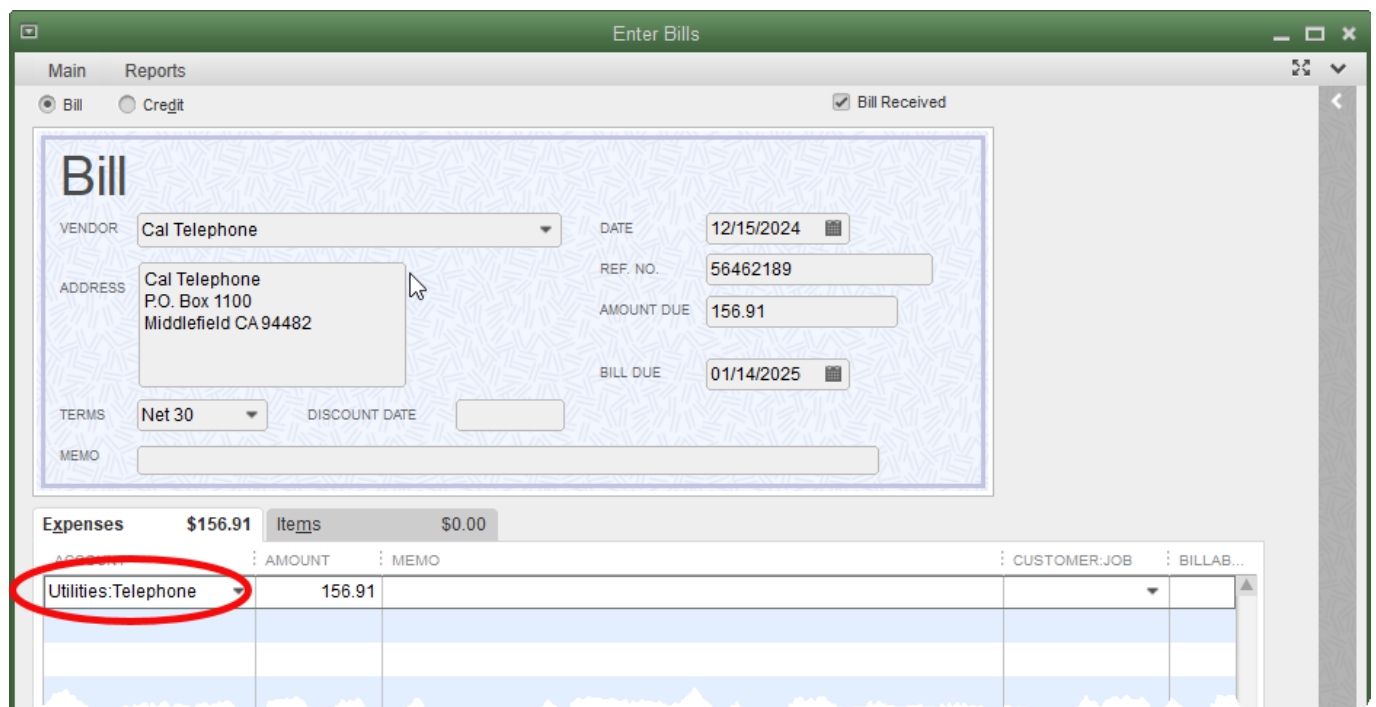 Enter Bills
Main Reports
Bill Credit Bill Received
Bill
VENDOR Cal Telephone DATE 12/15/2024
ADDRESS Cal Telephone REF. NO. 56462189
P.O. Box 1100 AMOUNT DUE 156.91
Middlefield CA 94482
BILL DUE 01/14/2025
TERMS Net 30 DISCOUNT DATE
MEMO
Expenses $156.91 Items $0.00
ACCOUNT AMOUNT MEMO CUSTOMER:JOB BILLAB...
Utilities:Telephone 156.91